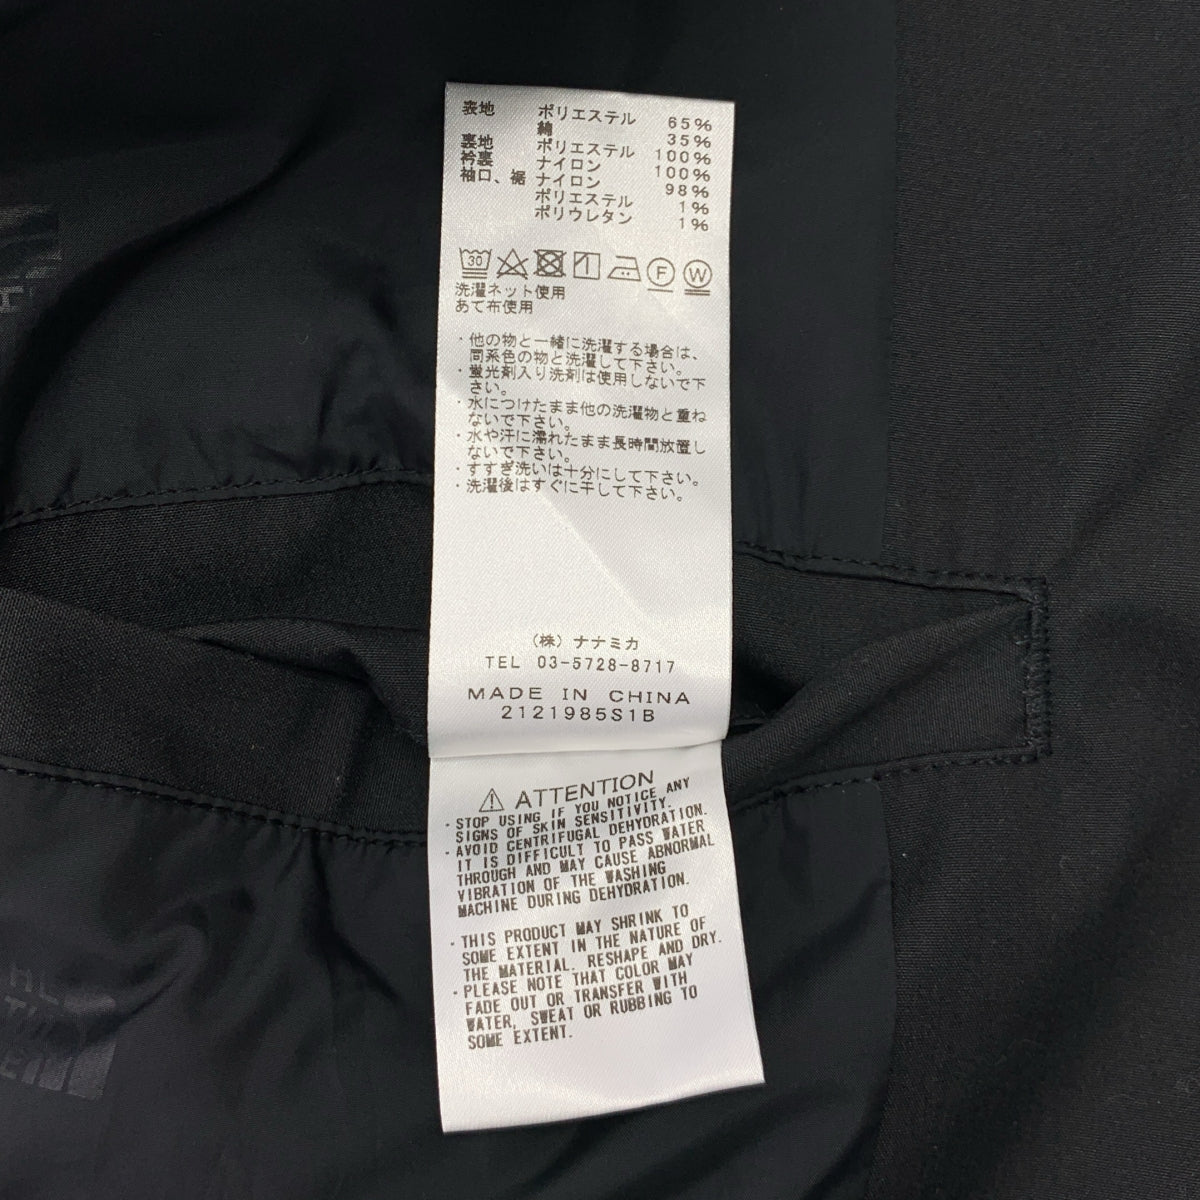 表地 ポリエステル 65%
綿 35%
裏地 ポリエステル 100%
衿裏 ナイロン 100%
袖口、裾 ナイロン 98%
ポリエステル 1%
ポリウレタン 1%
30 1 F W
洗濯ネット使用
あて布使用
・他の物と一緒に洗濯する場合は、
同系色の物と洗濯して下さい。
・蛍光剤入り洗剤は使用しないで下
さい。
・水につけたまま他の洗濯物と重ね
ないで下さい。
・水や汗に濡れたまま長時間放置し
ないで下さい。
・すすぎ洗いは十分にして下さい。
・洗濯後はすぐに干して下さい。
(株) ナナミカ
TEL 03-5728-8717
MADE IN CHINA
2121985S1B
⚠ ATTENTION
・STOP USING IF YOU NOTICE ANY
SIGNS OF SKIN SENSITIVITY.
・AVOID CENTRIFUGAL DEHYDRATION.
IT IS DIFFICULT TO PASS WATER
THROUGH AND MAY CAUSE ABNORMAL
VIBRATION OF THE WASHING
MACHINE DURING DEHYDRATION.
・THIS PRODUCT MAY SHRINK TO
SOME EXTENT IN THE NATURE OF
THE MATERIAL. RESHAPE AND DRY.
・PLEASE NOTE THAT COLOR MAY
FADE OUT OR TRANSFER WITH
WATER, SWEAT OR RUBBING TO
SOME EXTENT.